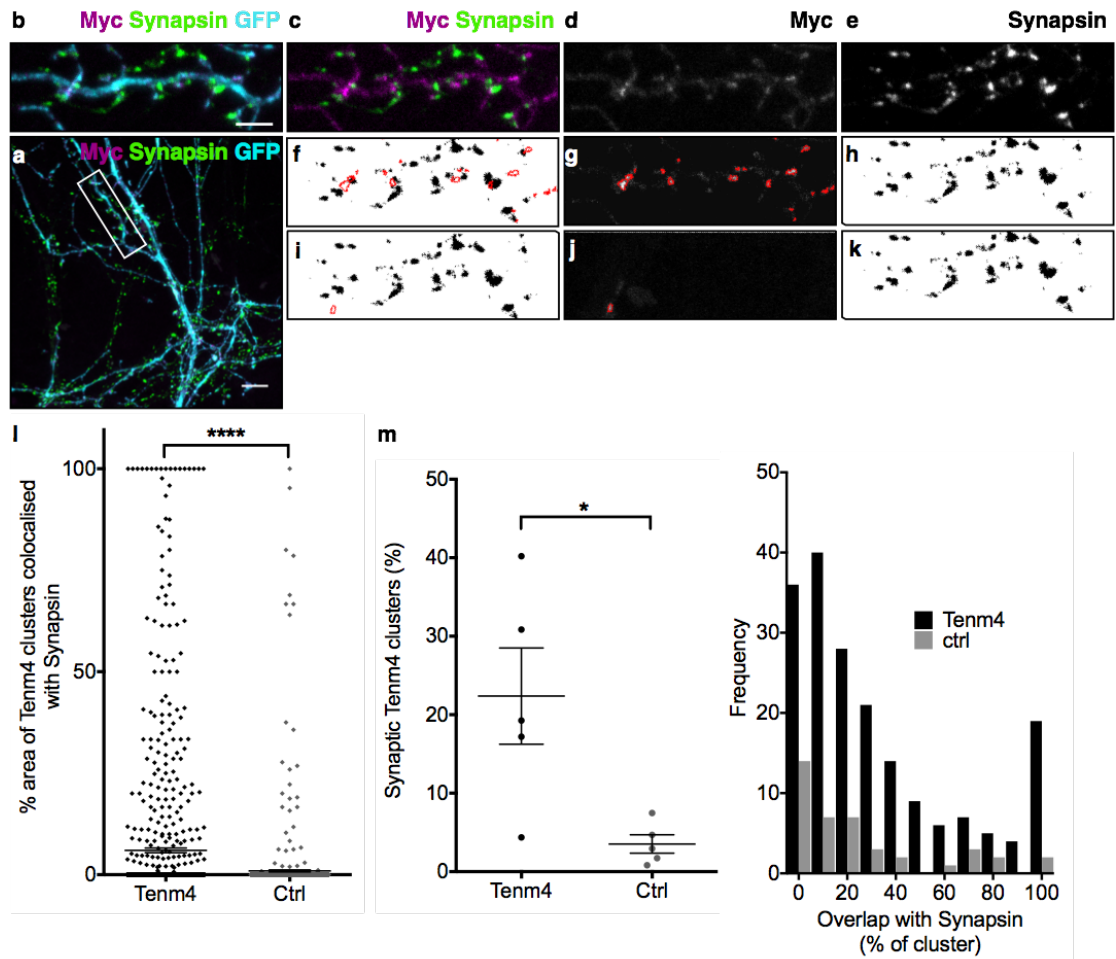 b Myc Synapsin GFP
c Myc Synapsin
d Myc
e Synapsin
a Myc Synapsin GFP
f
g
h
i
j
k
l
****
100
50
0
% area of Tenm4 clusters colocalised
with Synapsin
Tenm4 Ctrl
m
*
50
40
30
20
10
0
Synaptic Tenm4 clusters (%)
Tenm4 Ctrl
50
40
30
20
10
0
Frequency
Tenm4
ctrl
0 20 40 60 80 100
Overlap with Synapsin
(% of cluster)